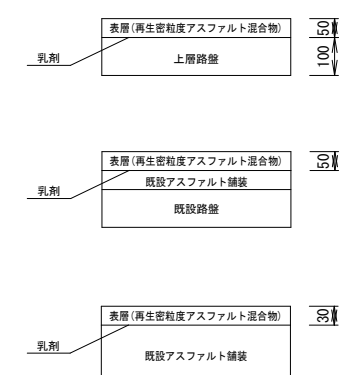 表層(再生密粒度アスファルト混合物)
50
乳剤
上層路盤
100
表層(再生密粒度アスファルト混合物)
50
乳剤
既設アスファルト舗装
既設路盤
表層(再生密粒度アスファルト混合物)
30
乳剤
既設アスファルト舗装